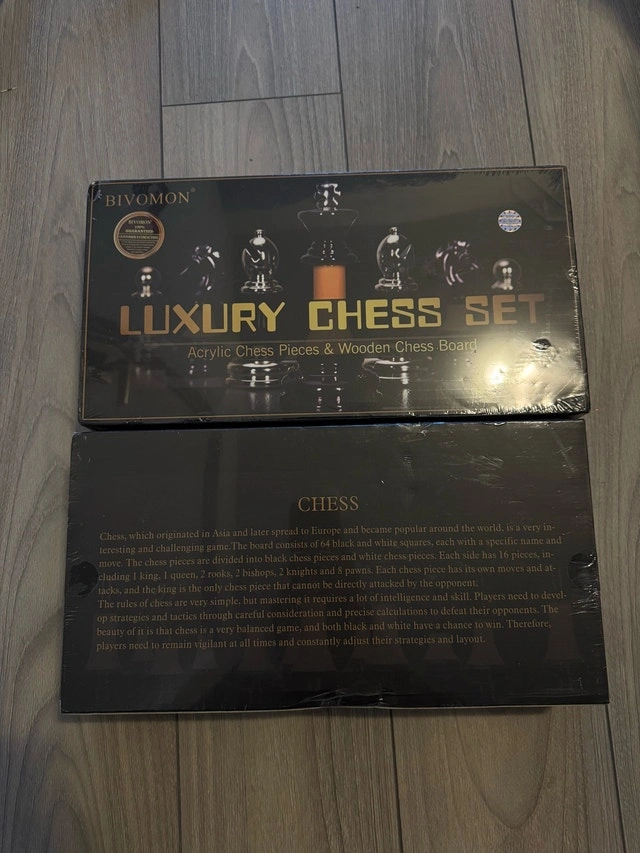 BIVOMON®
BIVOMON
100%
GUARANTEED
LUXURY CHESS SET
Acrylic Chess Pieces & Wooden Chess Board
CHESS
Chess, which originated in Asia and later spread to Europe and became popular around the world, is a very in-
teresting and challenging game.The board consists of 64 black and white squares, each with a specific name and
move. The chess pieces are divided into black chess pieces and white chess pieces. Each side has 16 pieces, in-
cluding 1 king, 1 queen, 2 rooks, 2 bishops, 2 knights and 8 pawns. Each chess piece has its own moves and at-
tacks, and the king is the only chess piece that cannot be directly attacked by the opponent.
The rules of chess are very simple, but mastering it requires a lot of intelligence and skill. Players need to devel-
op strategies and tactics through careful consideration and precise calculations to defeat their opponents. The
beauty of it is that chess is a very balanced game, and both black and white have a chance to win. Therefore,
players need to remain vigilant at all times and constantly adjust their strategies and layout.